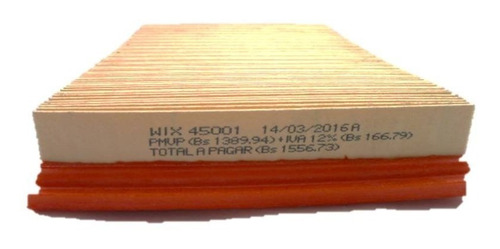 WIX 45001 14/03/2016 A
PMVP (Bs 1389.94) + IVA 12% (Bs 166.79)
TOTAL A PAGAR (Bs 1556.73)